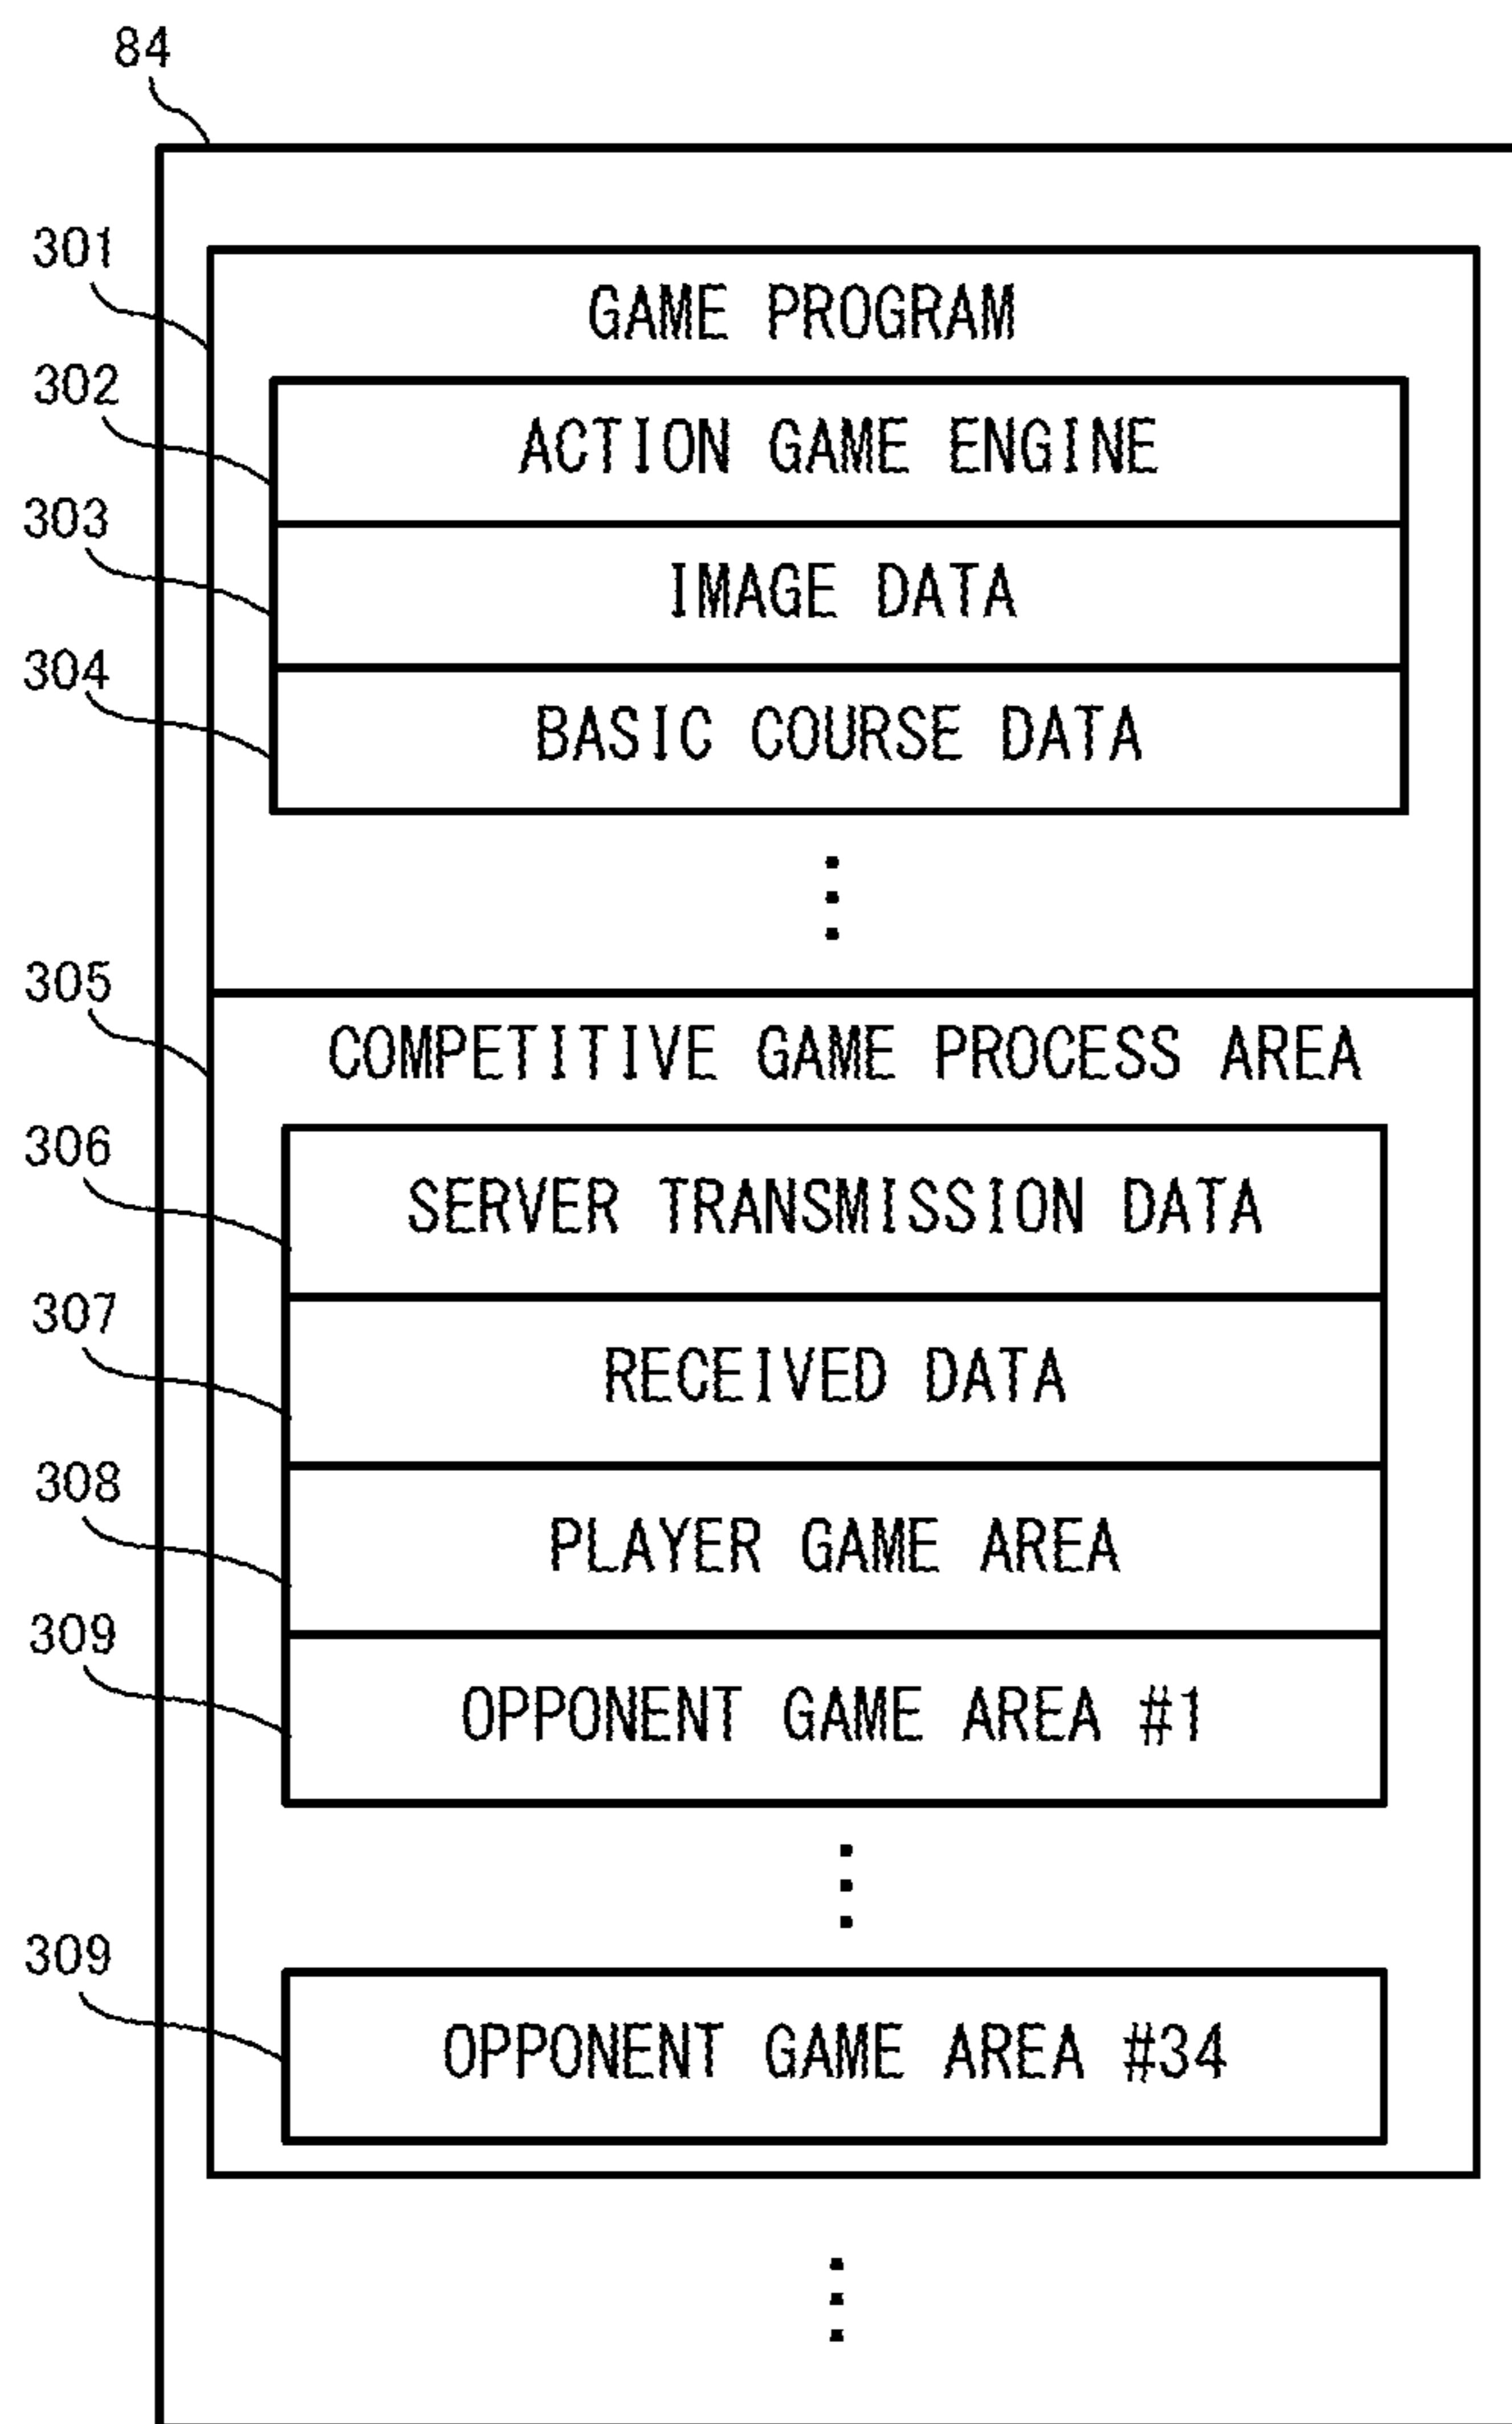 84
301
GAME PROGRAM
302
ACTION GAME ENGINE
303
IMAGE DATA
304
BASIC COURSE DATA
305
COMPETITIVE GAME PROCESS AREA
306
SERVER TRANSMISSION DATA
307
RECEIVED DATA
308
PLAYER GAME AREA
309
OPPONENT GAME AREA #1
309
OPPONENT GAME AREA #34